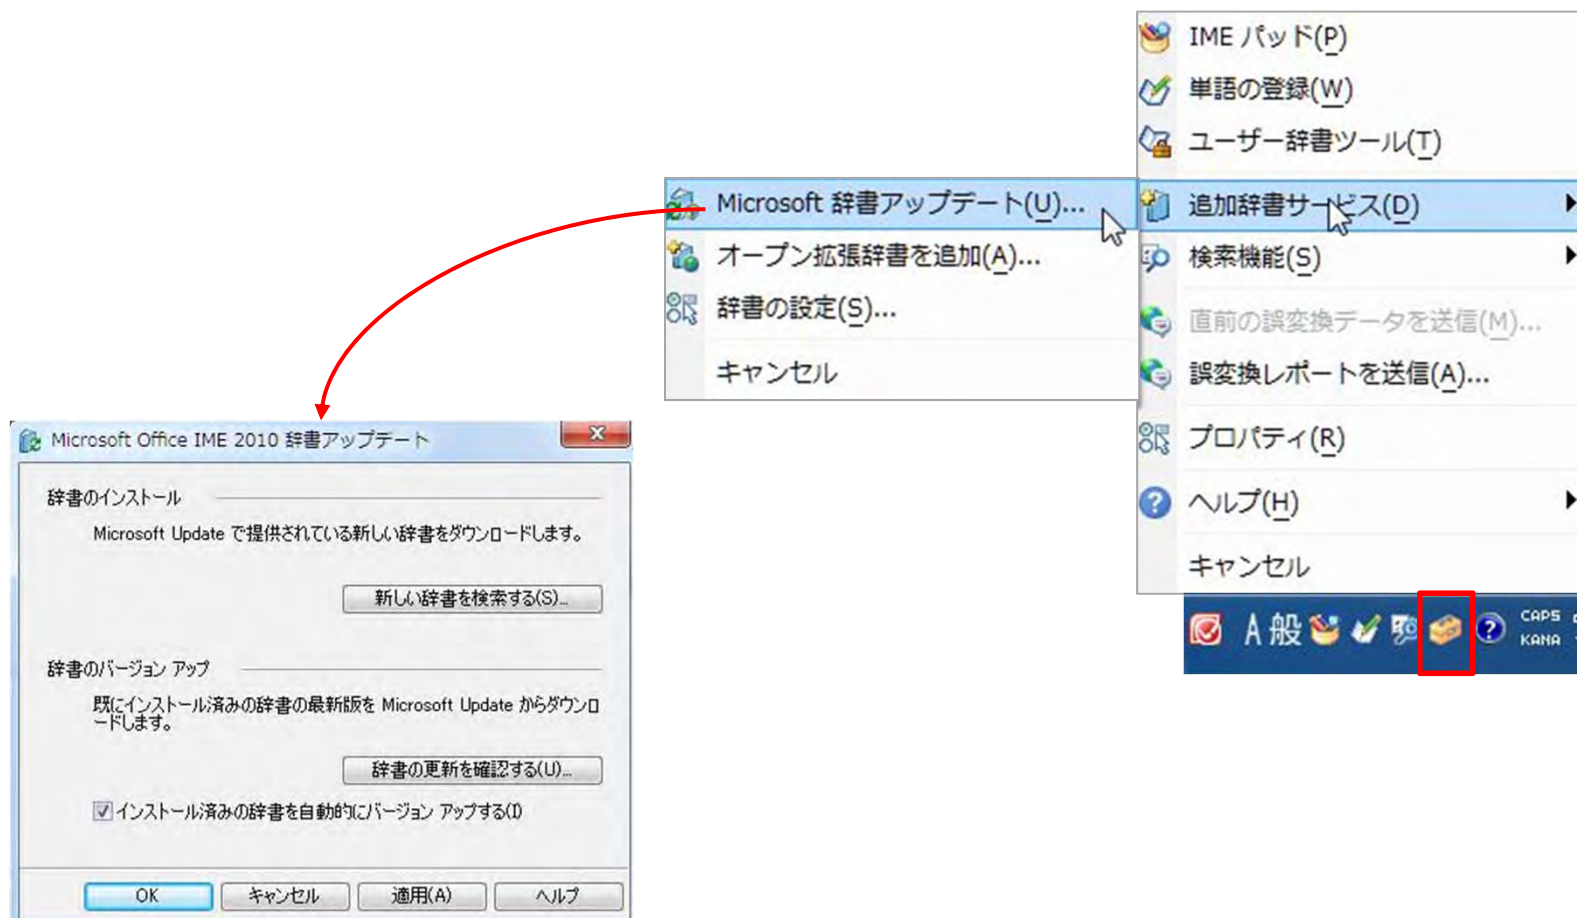 IME パッド(P)
単語の登録(W)
ユーザー辞書ツール(T)
追加辞書サービス(D)
検索機能(S)
直前の誤変換データを送信(M)...
誤変換レポートを送信(A)...
プロパティ(R)
ヘルプ(H)
キャンセル
A 般
CAPS
KANA
Microsoft 辞書アップデート(U)...
オープン拡張辞書を追加(A)...
辞書の設定(S)...
キャンセル
Microsoft Office IME 2010 辞書アップデート
辞書のインストール
Microsoft Update で提供されている新しい辞書をダウンロードします。
新しい辞書を検索する(S)...
辞書のバージョン アップ
既にインストール済みの辞書の最新版を Microsoft Update からダウンロ
ードします。
辞書の更新を確認する(U)...
インストール済みの辞書を自動的にバージョン アップする(I)
OK
キャンセル
適用(A)
ヘルプ